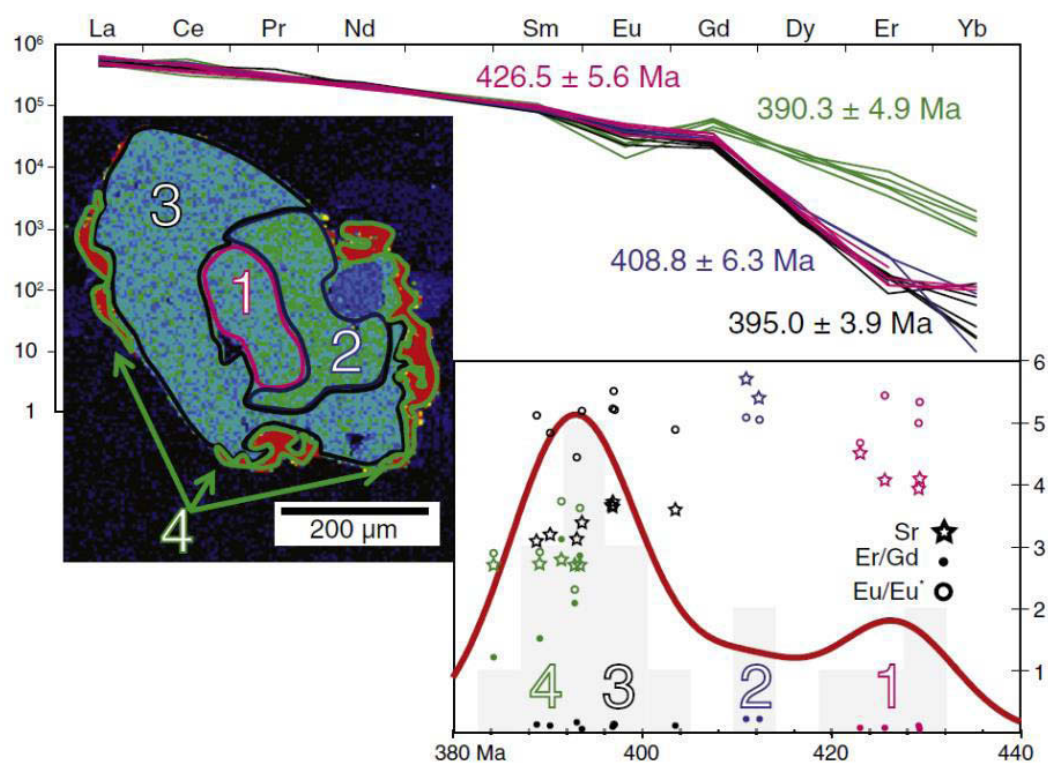 La Ce Pr Nd Sm Eu Gd Dy Er Yb
10⁶
10⁵
10⁴
10³
10²
10
1
426.5 ± 5.6 Ma
390.3 ± 4.9 Ma
408.8 ± 6.3 Ma
395.0 ± 3.9 Ma
3
1
2
4
200 µm
6
5
4
3
2
1
Sr
Er/Gd
Eu/Eu*
4 3 2 1
380 Ma 400 420 440